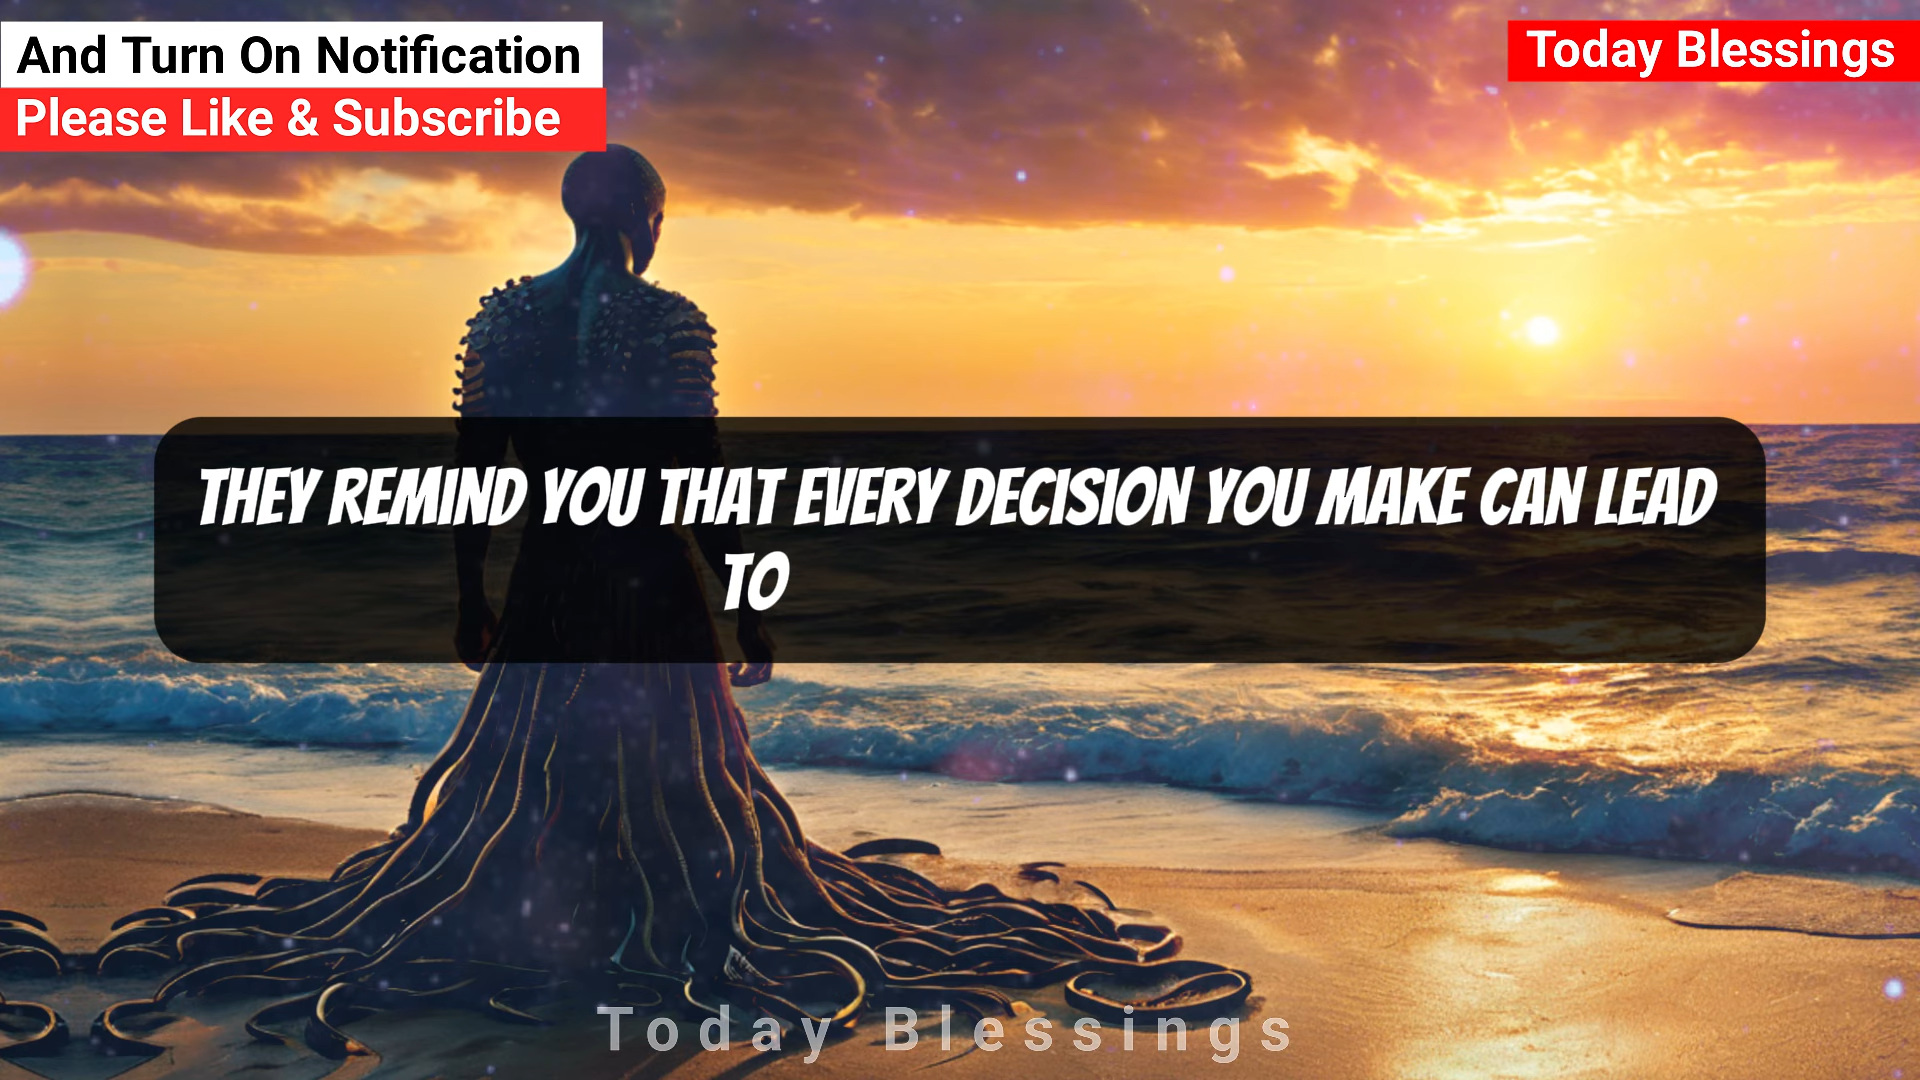 And Turn On Notification
Please Like & Subscribe
Today Blessings
THEY REMIND YOU THAT EVERY DECISION YOU MAKE CAN LEAD
TO
Today Blessings